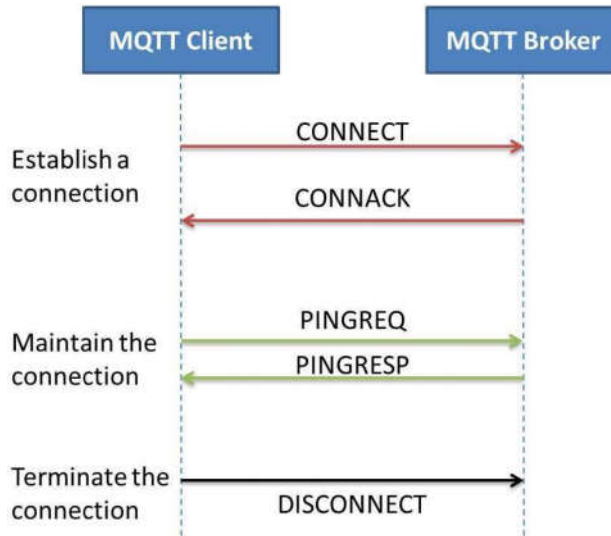 MQTT Client
MQTT Broker
CONNECT
Establish a
connection
CONNACK
PINGREQ
Maintain the
connection
PINGRESP
Terminate the
connection
DISCONNECT